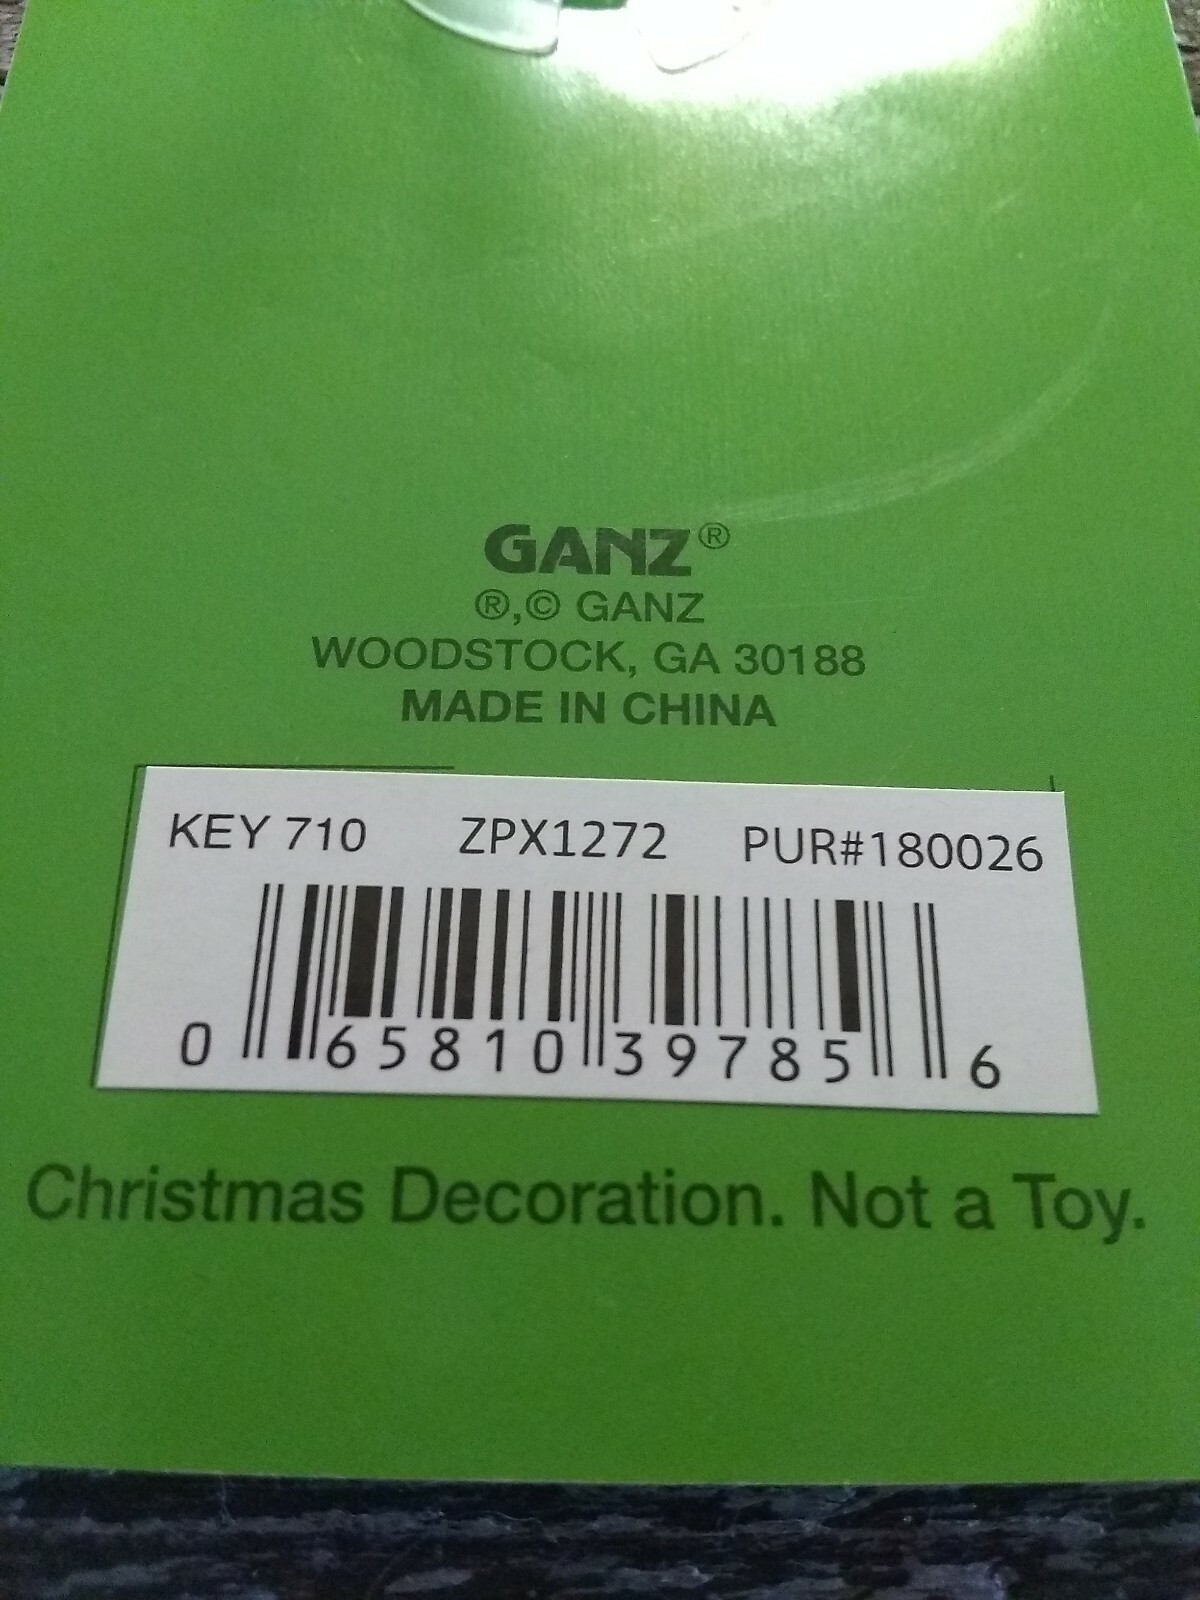 GANZ®
®,© GANZ
WOODSTOCK, GA 30188
MADE IN CHINA
KEY 710 ZPX1272 PUR#180026
0 65810 39785 6
Christmas Decoration. Not a Toy.